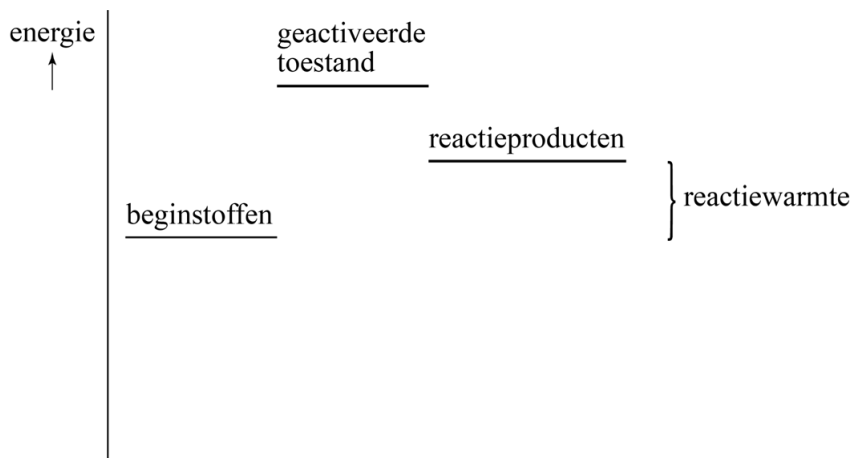 energie
geactiveerde
toestand
reactieproducten
reactiewarmte
beginstoffen